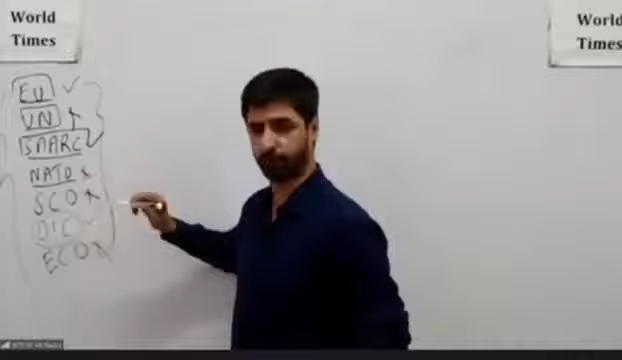 World
Times
World
Times
EU ✓
UN
SAARC
NATO
SCO
OIC
ECO